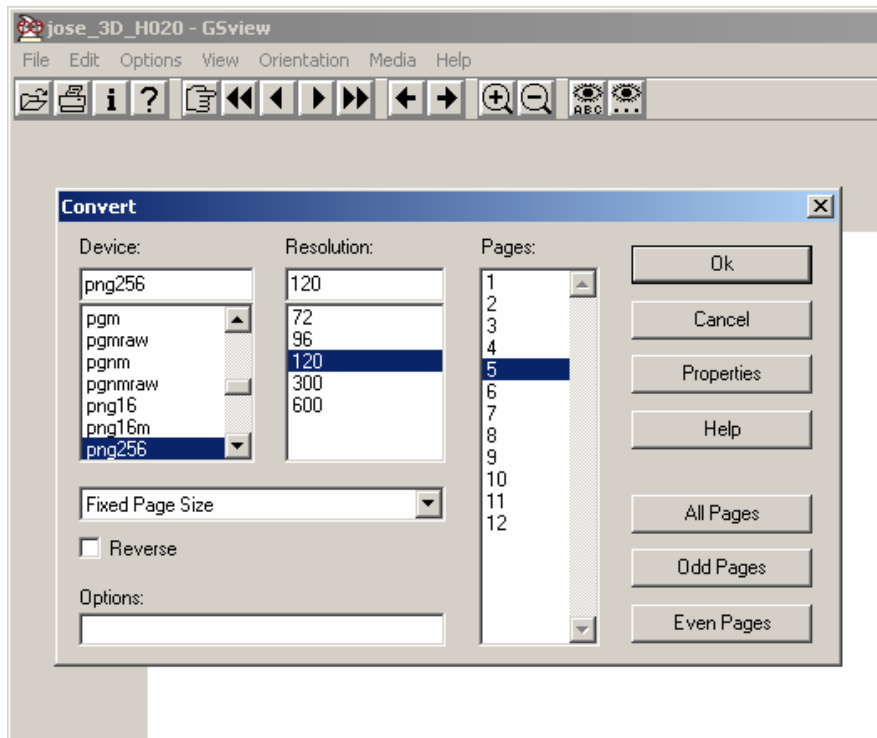 jose_3D_H020 - GSview
File Edit Options View Orientation Media Help
i ? ABC
Convert
Device:
png256
pgm
pgmraw
pgnm
pgnmraw
png16
png16m
png256
Fixed Page Size
Reverse
Options:
Resolution:
120
72
96
120
300
600
Pages:
1
2
3
4
5
6
7
8
9
10
11
12
Ok
Cancel
Properties
Help
All Pages
Odd Pages
Even Pages